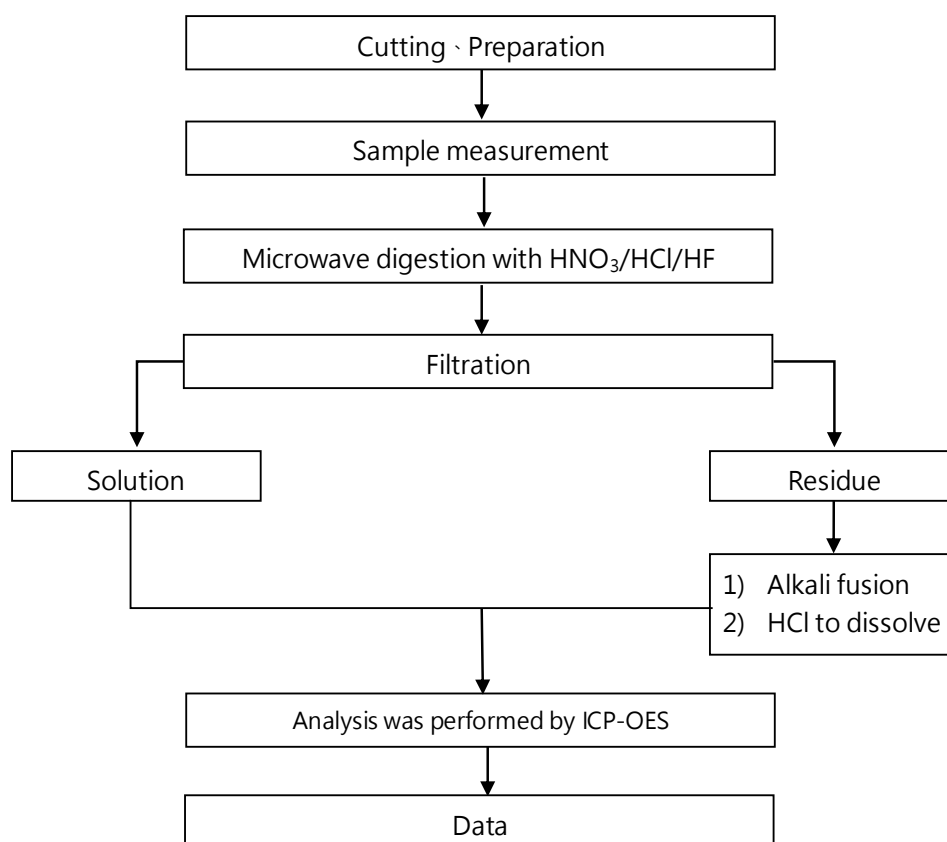 Cutting、Preparation
Sample measurement
Microwave digestion with HNO₃/HCl/HF
Filtration
Solution
Residue
1) Alkali fusion
2) HCl to dissolve
Analysis was performed by ICP-OES
Data